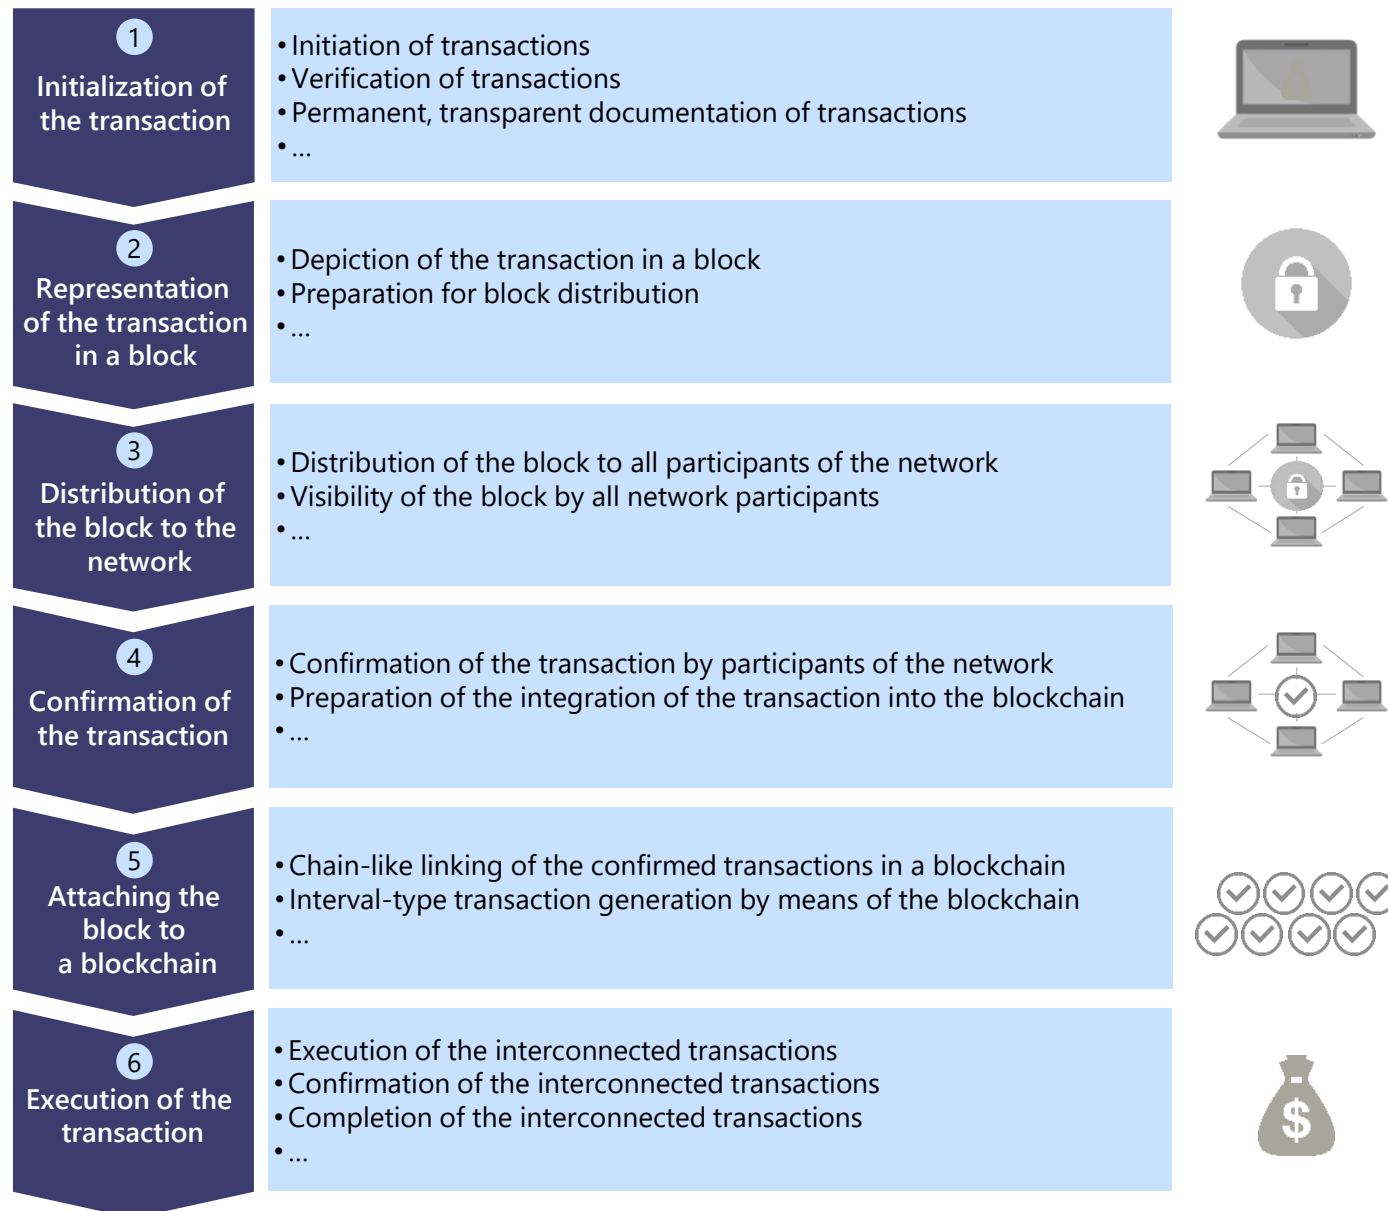 1
Initialization of
the transaction
• Initiation of transactions
• Verification of transactions
• Permanent, transparent documentation of transactions
• ...
2
Representation
of the transaction
in a block
• Depiction of the transaction in a block
• Preparation for block distribution
• ...
3
Distribution of
the block to the
network
• Distribution of the block to all participants of the network
• Visibility of the block by all network participants
• ...
4
Confirmation of
the transaction
• Confirmation of the transaction by participants of the network
• Preparation of the integration of the transaction into the blockchain
• ...
5
Attaching the
block to
a blockchain
• Chain-like linking of the confirmed transactions in a blockchain
• Interval-type transaction generation by means of the blockchain
• ...
6
Execution of the
transaction
• Execution of the interconnected transactions
• Confirmation of the interconnected transactions
• Completion of the interconnected transactions
• ...
$